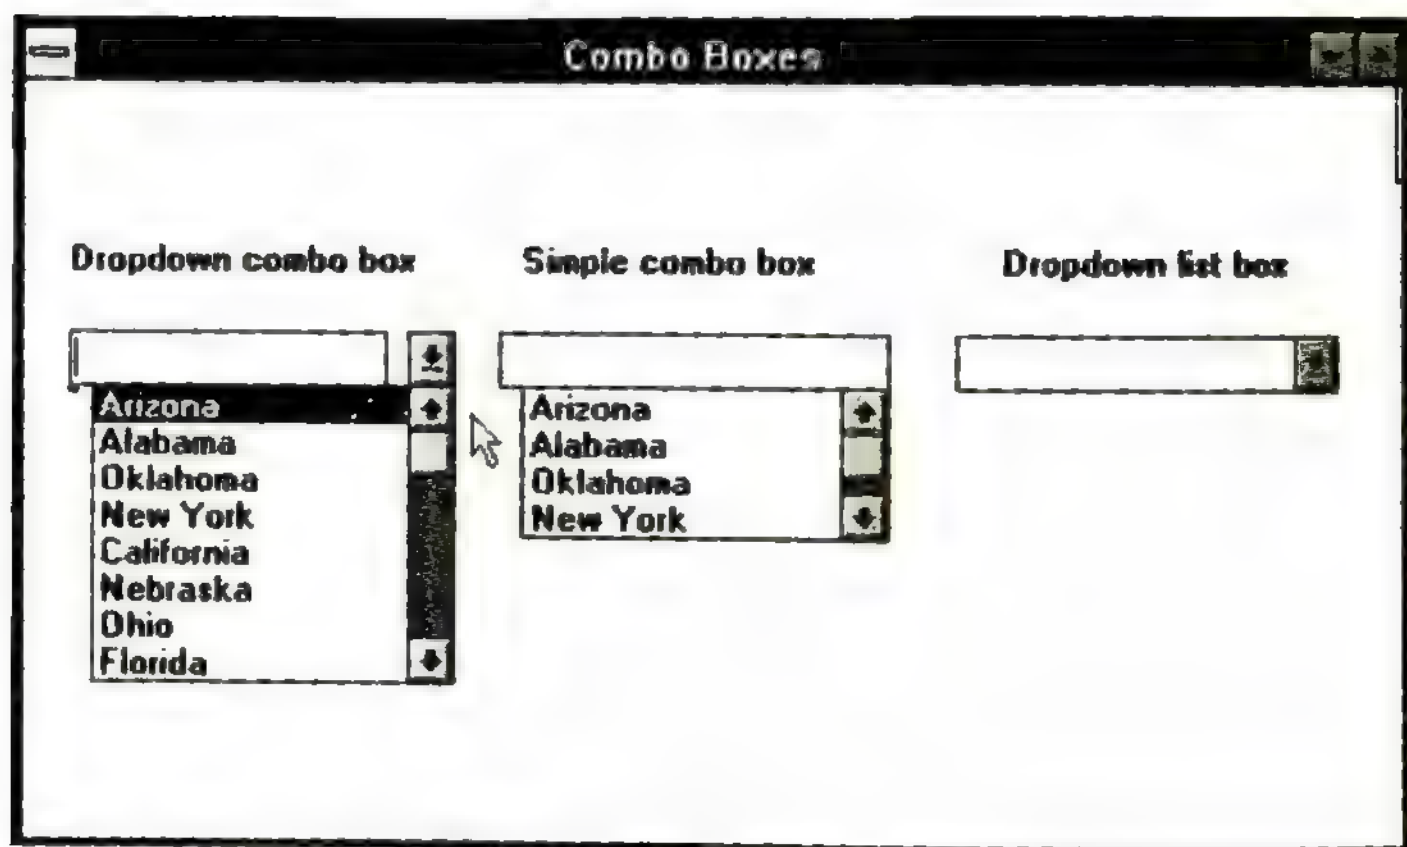 Combo Boxes
Dropdown combo box
Arizona
Alabama
Oklahoma
New York
California
Nebraska
Ohio
Florida
Simple combo box
Arizona
Alabama
Oklahoma
New York
Dropdown list box